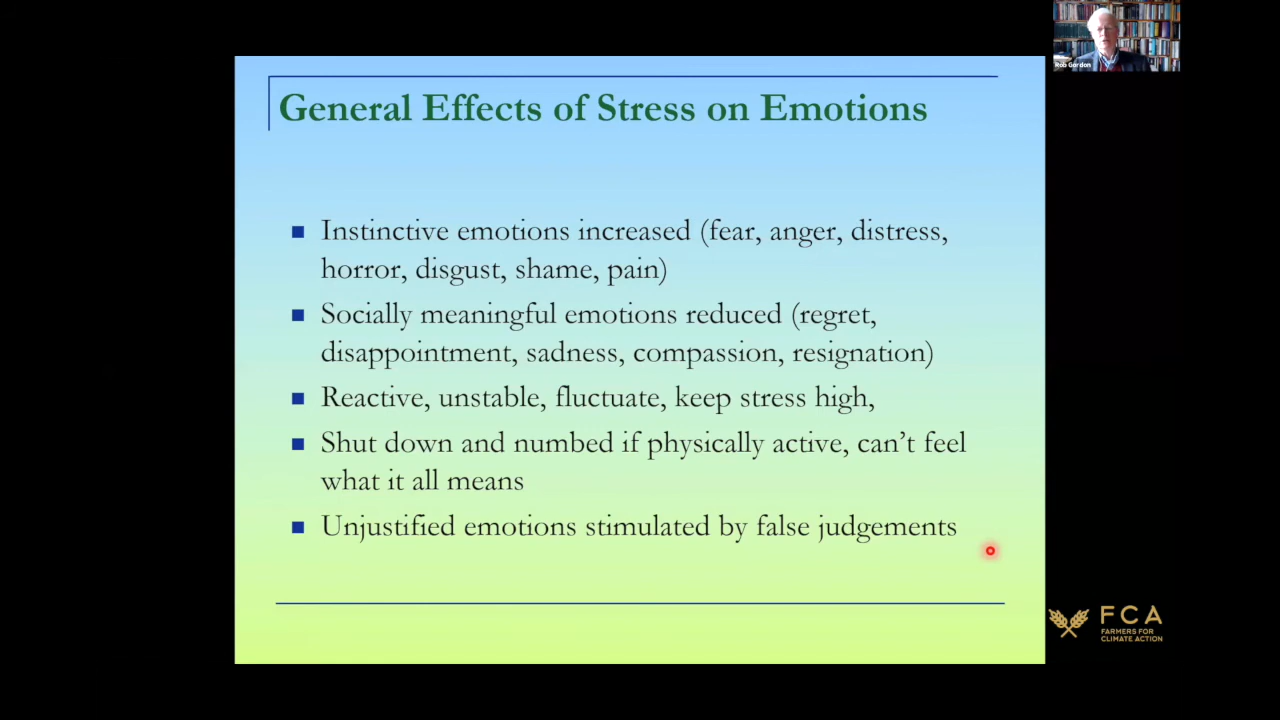 Rob Gordon
General Effects of Stress on Emotions
Instinctive emotions increased (fear, anger, distress,
horror, disgust, shame, pain)
Socially meaningful emotions reduced (regret,
disappointment, sadness, compassion, resignation)
Reactive, unstable, fluctuate, keep stress high,
Shut down and numbed if physically active, can’t feel
what it all means
Unjustified emotions stimulated by false judgements
FCA
FARMERS FOR
CLIMATE ACTION